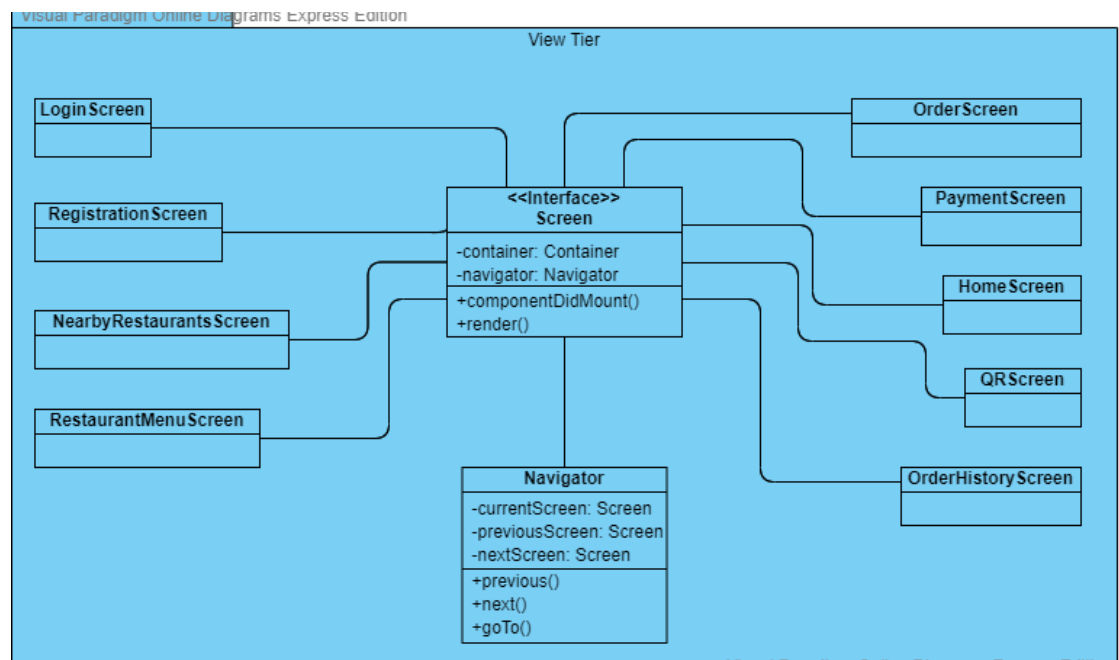 Visual Paradigm Online Diagrams Express Edition
View Tier
LoginScreen
OrderScreen
RegistrationScreen
<<Interface>>
Screen
-container: Container
-navigator: Navigator
+componentDidMount()
+render()
PaymentScreen
HomeScreen
NearbyRestaurantsScreen
QRScreen
RestaurantMenuScreen
OrderHistoryScreen
Navigator
-currentScreen: Screen
-previousScreen: Screen
-nextScreen: Screen
+previous()
+next()
+goTo()